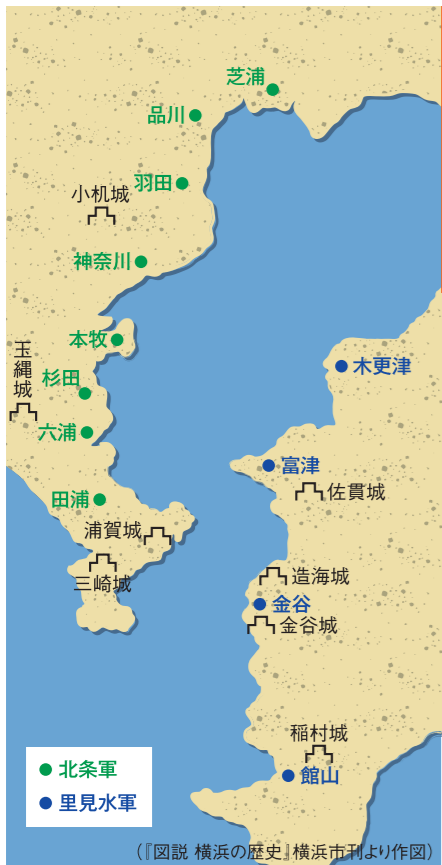 芝浦
品川
羽田
小机城
神奈川
本牧
玉縄城
杉田
木更津
六浦
富津
佐貫城
田浦
浦賀城
三崎城
造海城
金谷
金谷城
稲村城
館山
北条軍
里見水軍
(『図説 横浜の歴史』横浜市刊より作図)